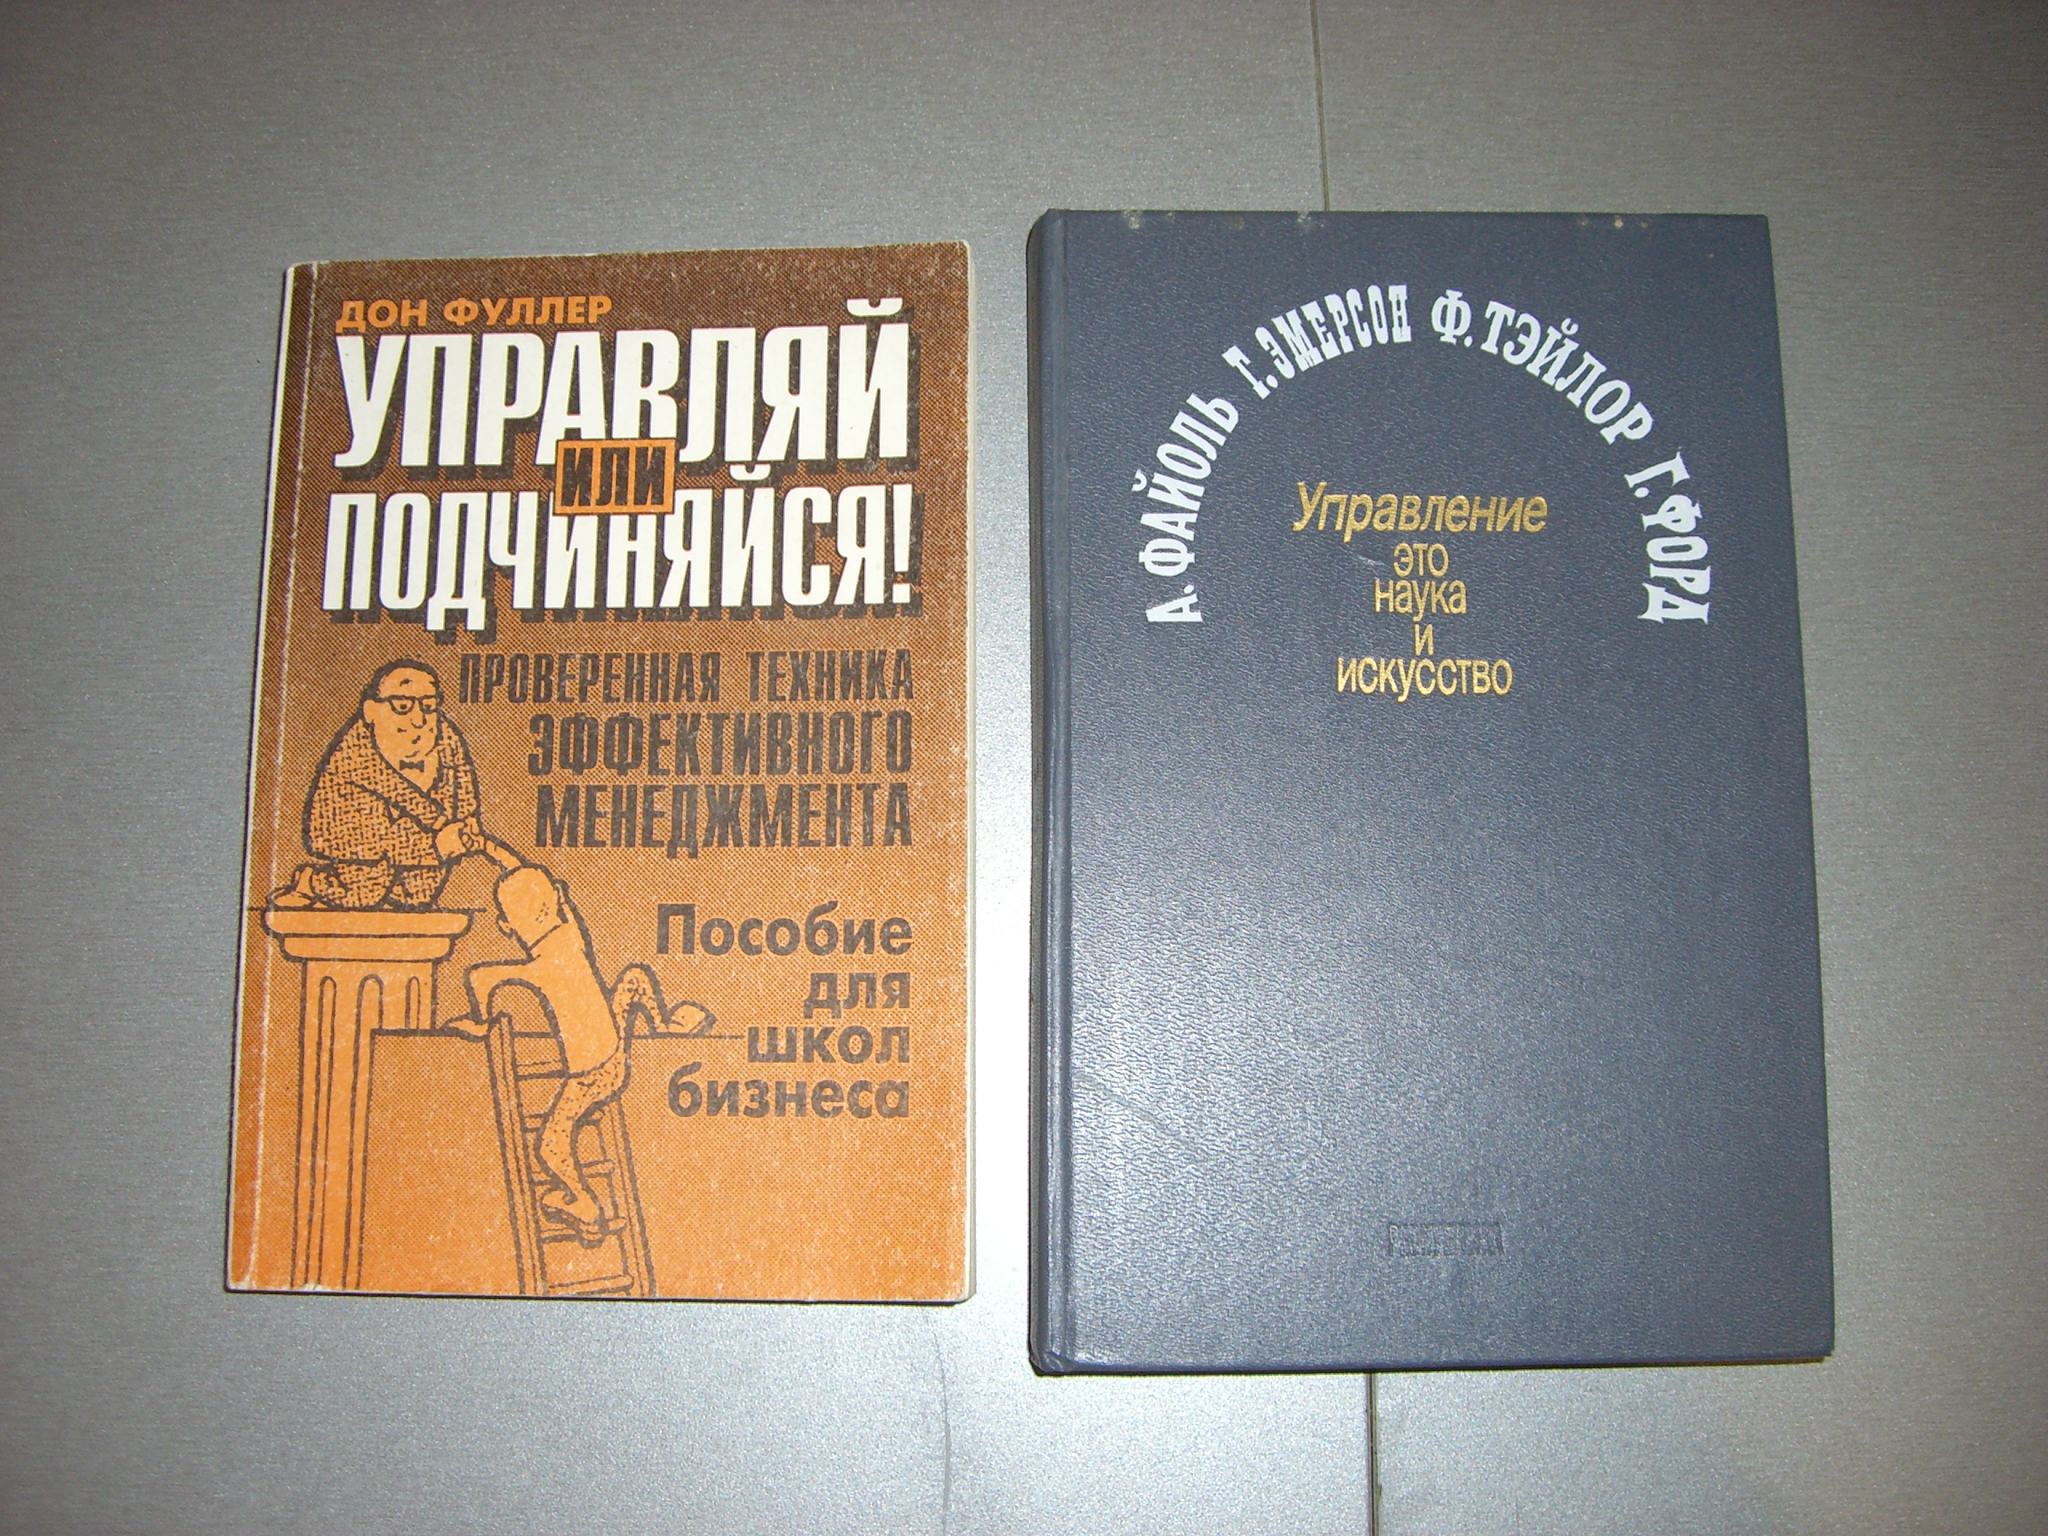 ДОН ФУЛЛЕР
УПРАВЛЯЙ
ИЛИ
ПОДЧИНЯЙСЯ!
ПРОВЕРЕННАЯ ТЕХНИКА
ЭФФЕКТИВНОГО
МЕНЕДЖМЕНТА
Пособие
для
школ
бизнеса
А. ФАЙОЛЬ Г. ЭМЕРСОН Ф. ТЭЙЛОР Г. ФОРД
Управление
это
наука
и
искусство